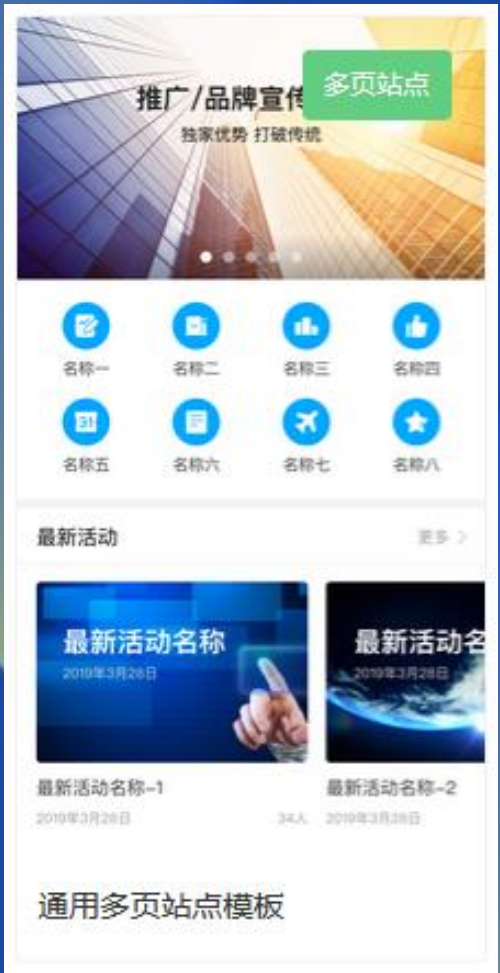 多页站点
推广/品牌宣传
独家优势 打破传统
名称一 名称二 名称三 名称四
31
名称五 名称六 名称七 名称八
最新活动 更多
最新活动名称 最新活动名
2019年3月28日 2019年3月28日
最新活动名称-1 最新活动名称-2
2019年3月28日 34人 2019年3月28日
通用多页站点模板